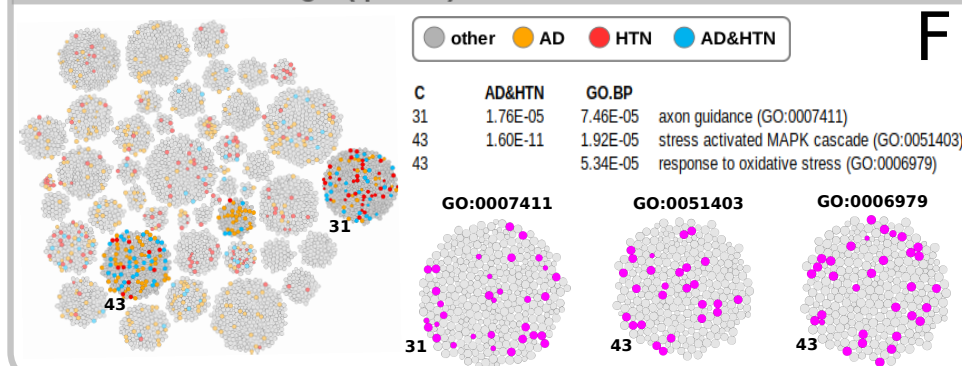 F
other AD HTN AD&HTN
C AD&HTN GO.BP
31 1.76E-05 7.46E-05 axon guidance (GO:0007411)
43 1.60E-11 1.92E-05 stress activated MAPK cascade (GO:0051403)
43 5.34E-05 response to oxidative stress (GO:0006979)
GO:0007411 GO:0051403 GO:0006979
31
43
31 43 43